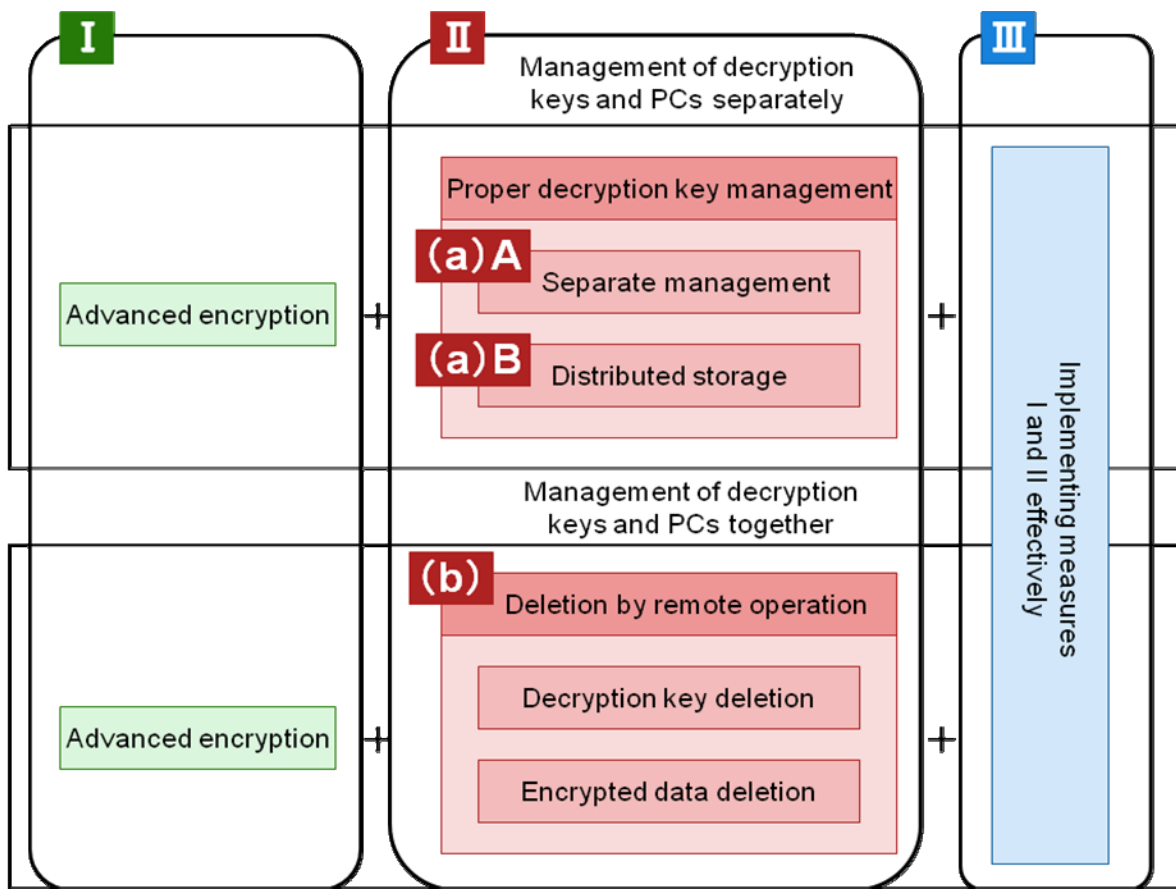 Ⅰ
Ⅱ
Ⅲ
Management of decryption
keys and PCs separately
Proper decryption key management
(a)A
Separate management
Advanced encryption
+
+
(a)B
Distributed storage
Implementing measures
I and II effectively
Management of decryption
keys and PCs together
(b)
Deletion by remote operation
Decryption key deletion
Advanced encryption
+
+
Encrypted data deletion